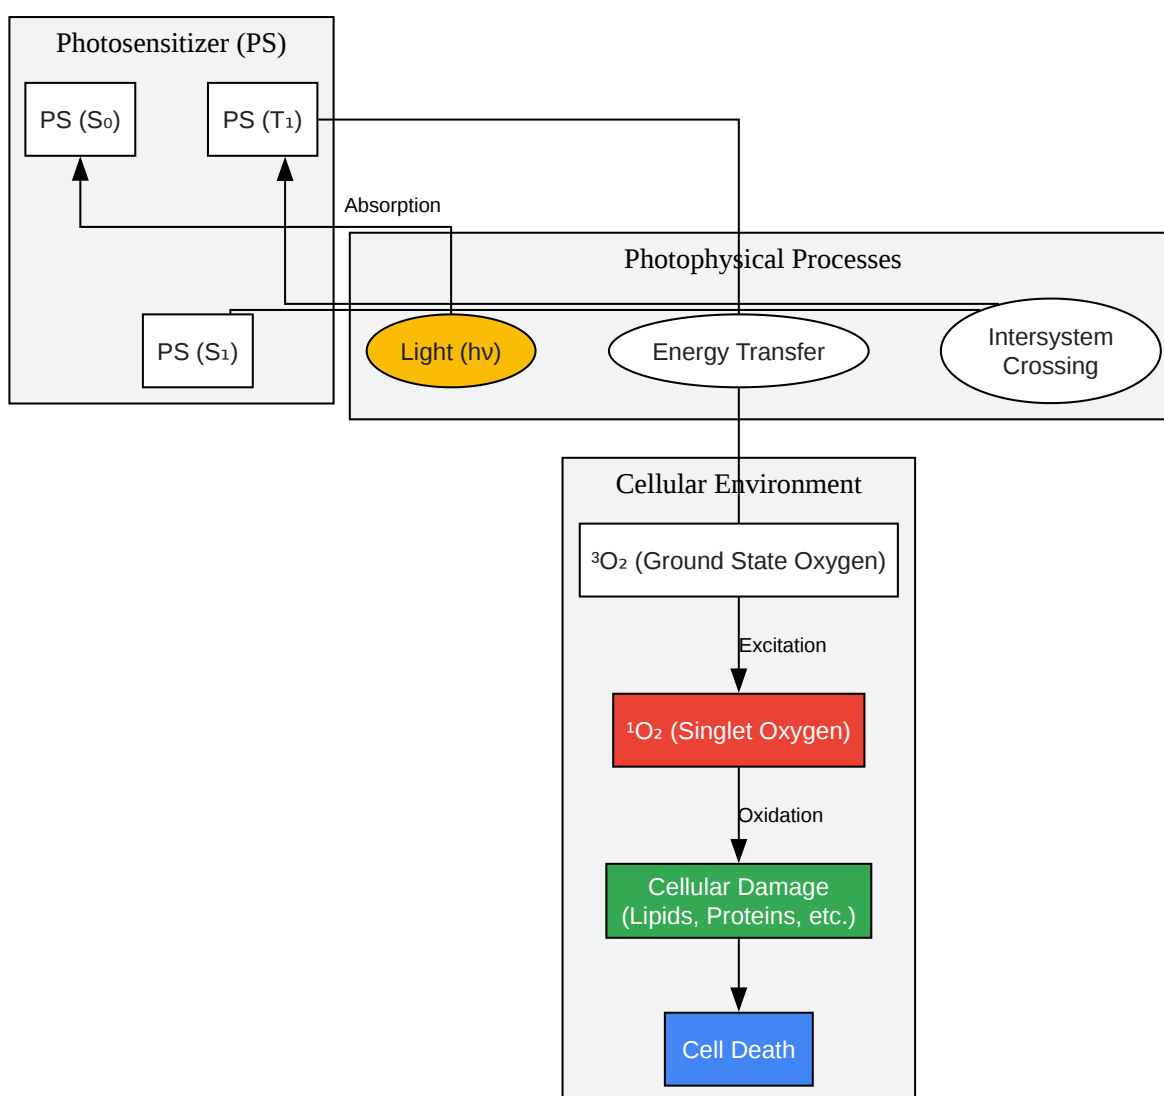 Photosensitizer (PS)
PS (S₀)
PS (T₁)
Absorption
Photophysical Processes
PS (S₁)
Light (hν)
Energy Transfer
Intersystem
Crossing
Cellular Environment
³O₂ (Ground State Oxygen)
Excitation
¹O₂ (Singlet Oxygen)
Oxidation
Cellular Damage
(Lipids, Proteins, etc.)
Cell Death